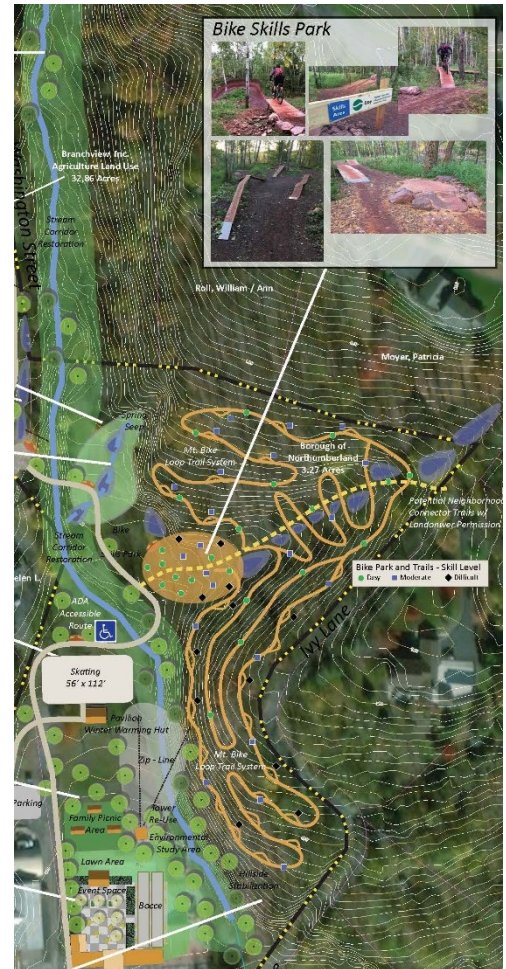 Bike Skills Park
Skills
Area
Branchview, Inc.
Agriculture Land Use
32.86 Acres
Stream
Corridor
Restoration
Washington Street
Roll, William / Ann
Moyer, Patricia
Spring
Seep
Mt. Bike
Loop Trail System
Borough of
Northumberland
3.27 Acres
Potential Neighborhood
Connector Trails w/
Landowner Permission
Stream
Corridor
Restoration
Bike
Park
Bike Park and Trails - Skill Level
Easy Moderate Difficult
elen L.
ADA
Accessible
Route
Ivy Lane
Skating
56' x 112'
Pavilion
Winter Warming Hut
Zip - Line
Mt. Bike
Loop Trail System
Parking
Tower
Re-Use
Family Picnic
Area
Environmental
Study Area
Lawn Area
Hillside
Stabilization
Event Space
Bocce